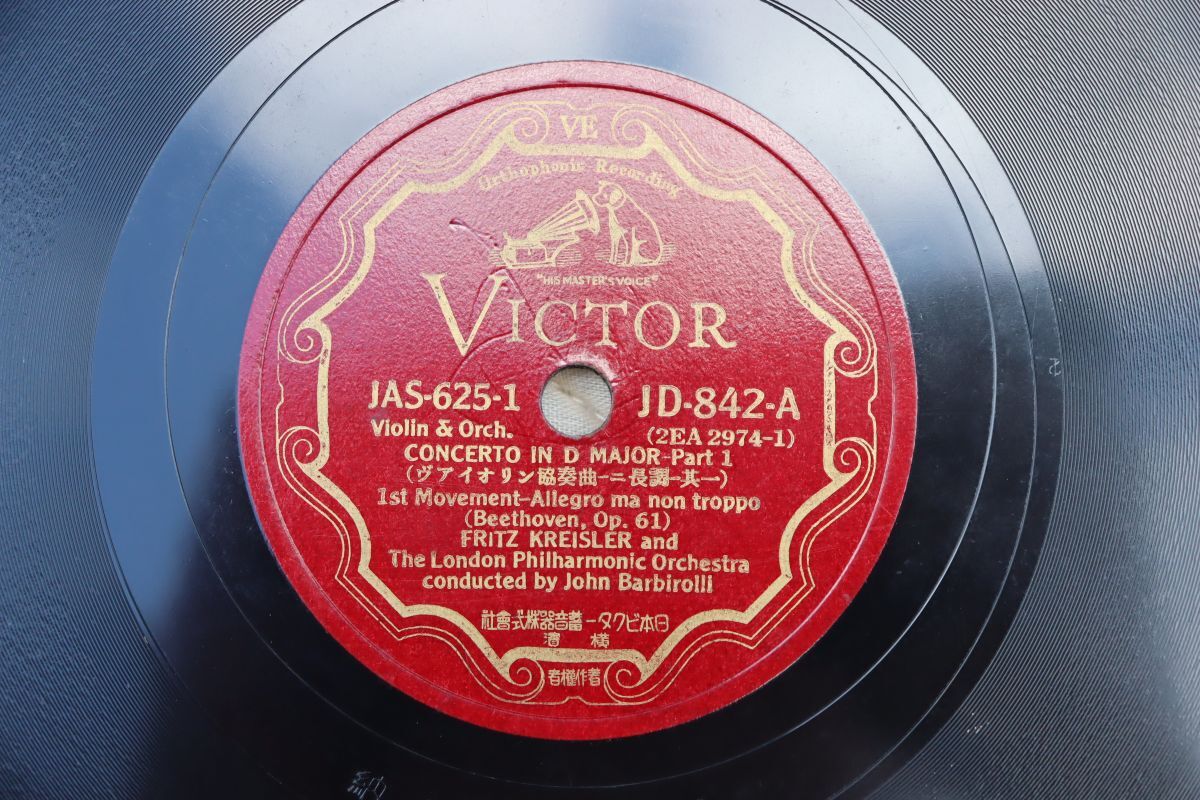 VE
Orthophonic Recording
"HIS MASTER'S VOICE"
VICTOR
JAS-625-1 JD-842-A
Violin & Orch. (2EA 2974-1)
CONCERTO IN D MAJOR-Part 1
(ヴアイオリン協奏曲－ニ長調－其一)
1st Movement-Allegro ma non troppo
(Beethoven, Op. 61)
FRITZ KREISLER and
The London Philharmonic Orchestra
conducted by John Barbirolli
社會式株器音蓄ータクビ本日
濱横
者權作著